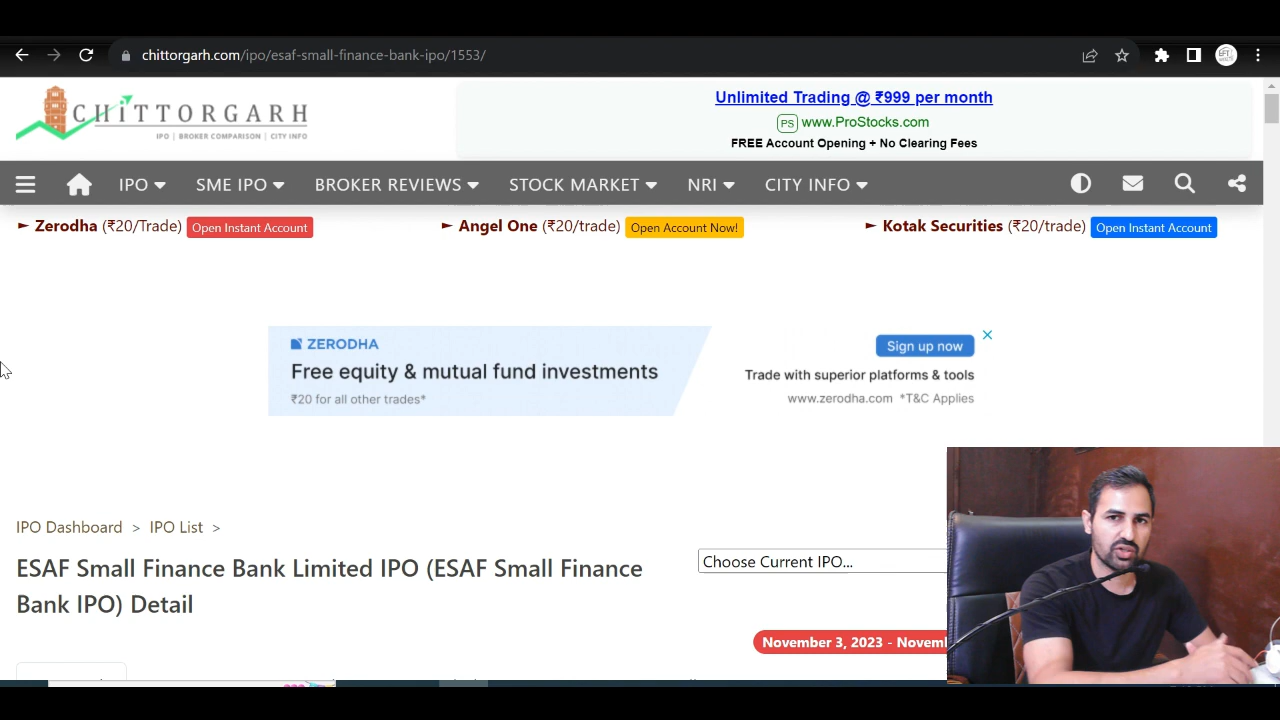 chittorgarh.com/ipo/esaf-small-finance-bank-ipo/1553/
CHITTORGARH
IPO | BROKER COMPARISON | CITY INFO
Unlimited Trading @ ₹999 per month
PS www.ProStocks.com
FREE Account Opening + No Clearing Fees
IPO SME IPO BROKER REVIEWS STOCK MARKET NRI CITY INFO
► Zerodha (₹20/Trade) Open Instant Account
► Angel One (₹20/trade) Open Account Now!
► Kotak Securities (₹20/trade) Open Instant Account
ZERODHA
Free equity & mutual fund investments
₹20 for all other trades*
Sign up now
Trade with superior platforms & tools
www.zerodha.com *T&C Applies
IPO Dashboard > IPO List >
ESAF Small Finance Bank Limited IPO (ESAF Small Finance
Bank IPO) Detail
Choose Current IPO...
November 3, 2023 - Novem